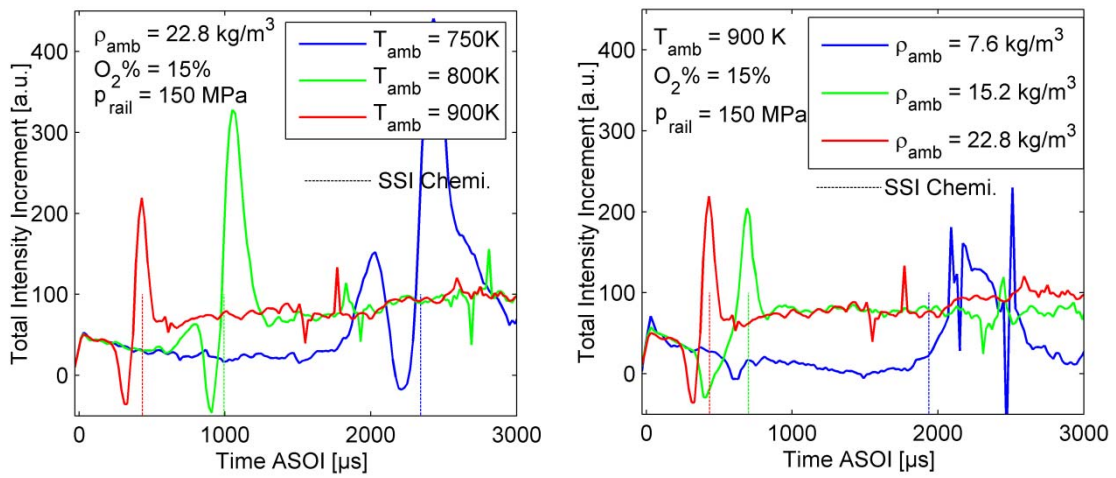 ρamb = 22.8 kg/m³
O₂% = 15%
prail = 150 MPa
Tamb = 750K
Tamb = 800K
Tamb = 900K
SSI Chemi.
400
300
200
100
0
Total Intensity Increment [a.u.]
0 1000 2000 3000
Time ASOI [µs]
Tamb = 900 K
O₂% = 15%
prail = 150 MPa
ρamb = 7.6 kg/m³
ρamb = 15.2 kg/m³
ρamb = 22.8 kg/m³
SSI Chemi.
400
300
200
100
0
Total Intensity Increment [a.u.]
0 1000 2000 3000
Time ASOI [µs]